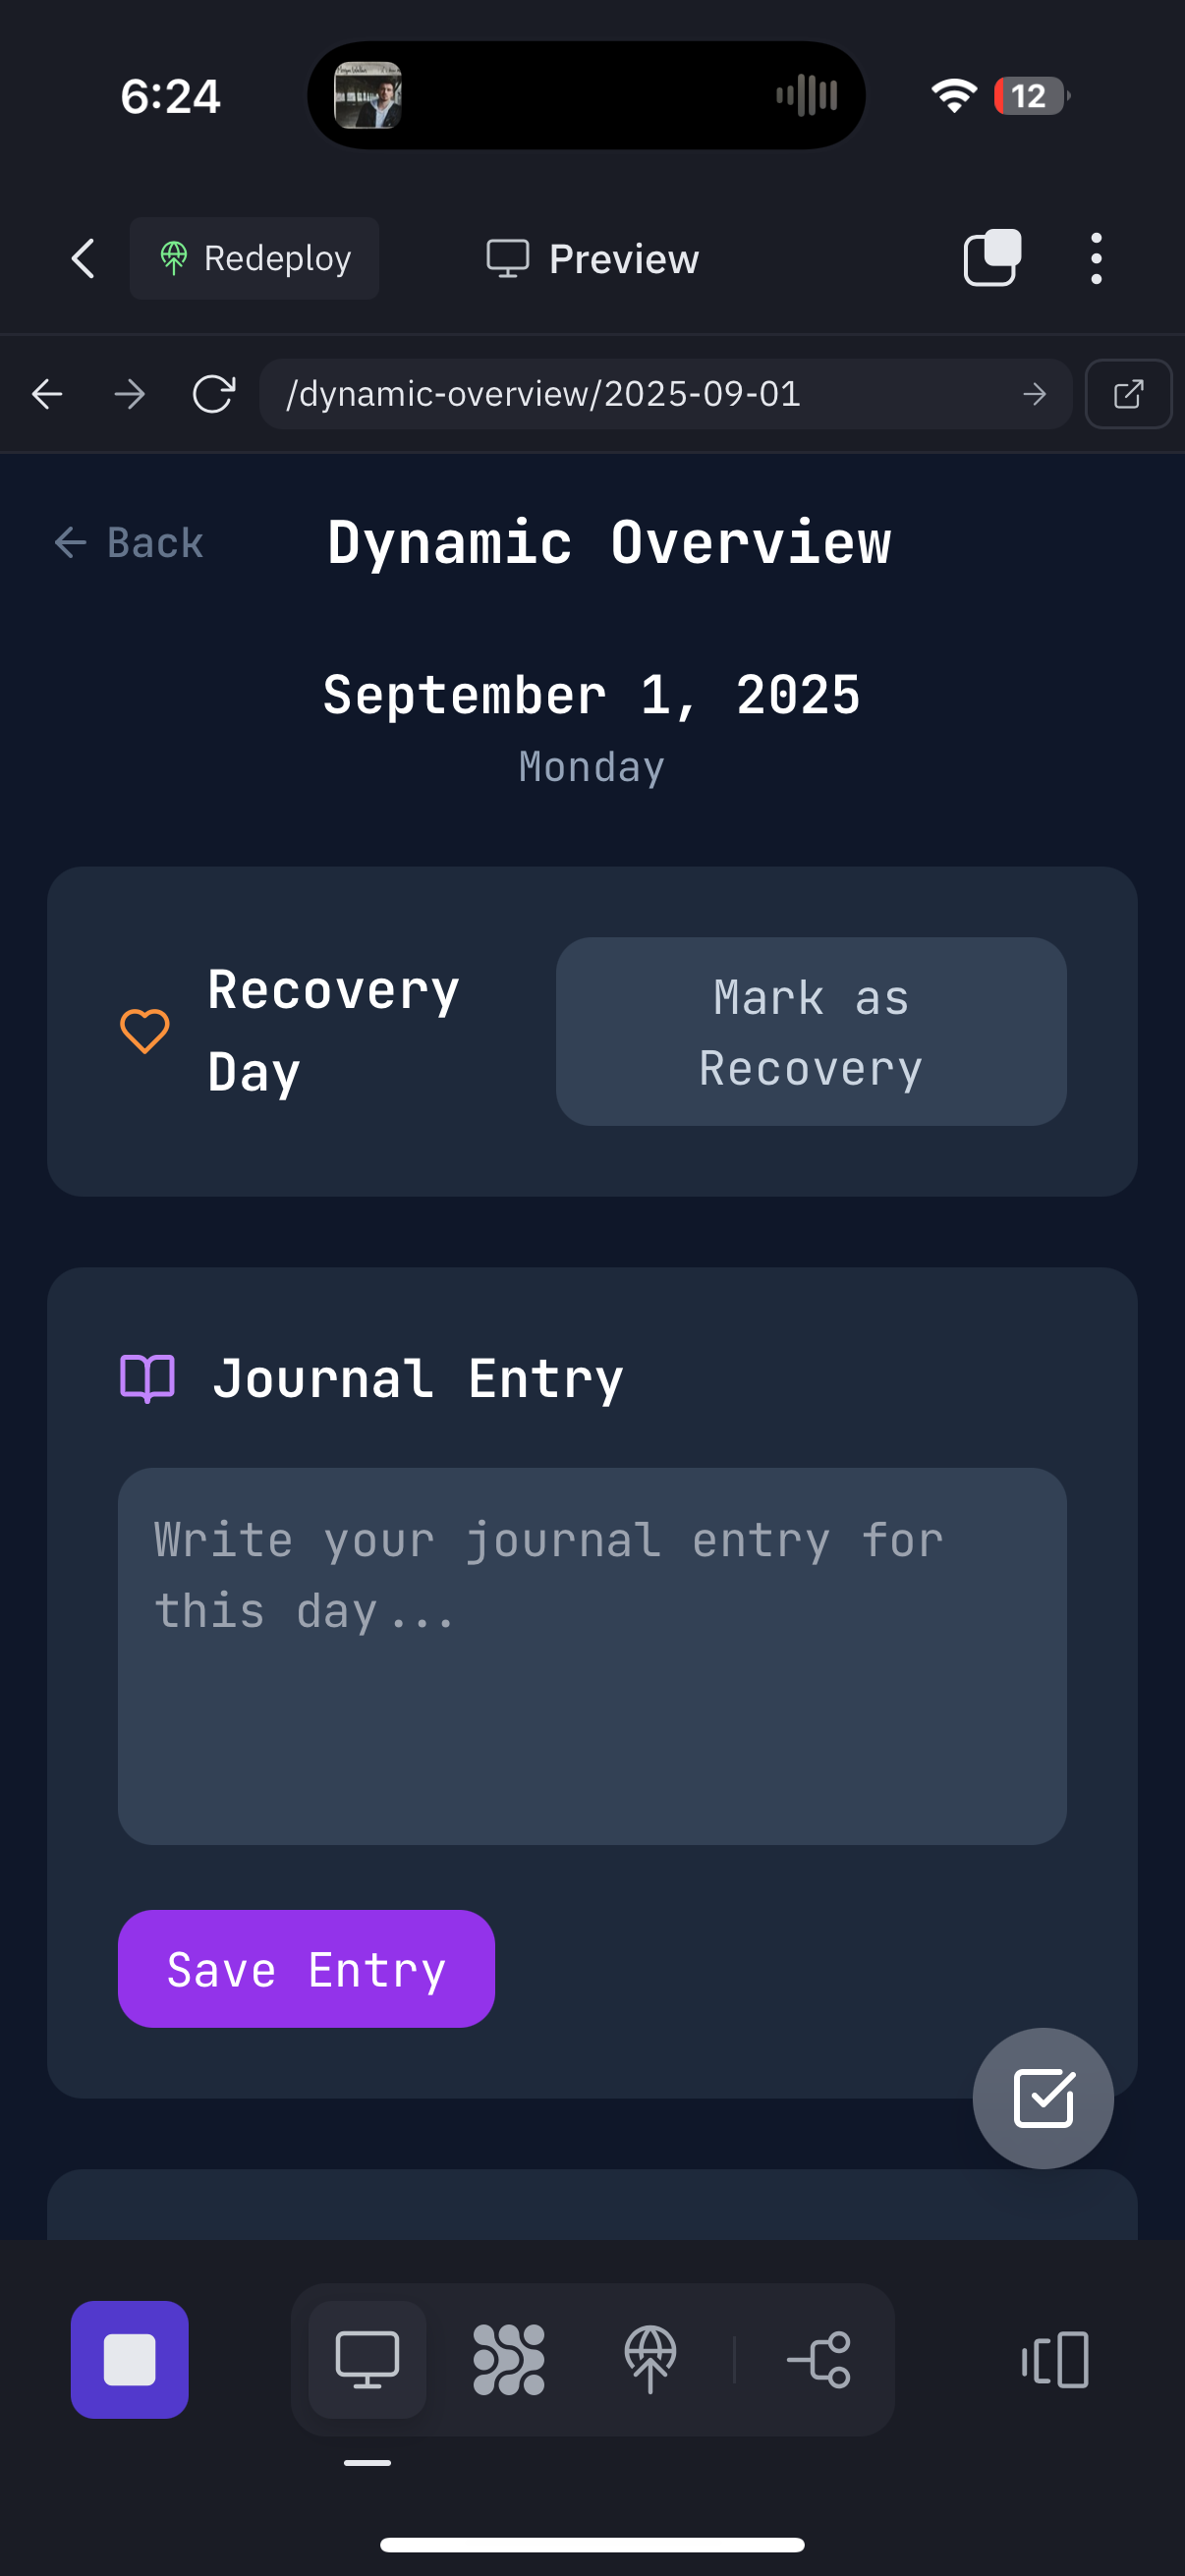 6:24
12
Redeploy
Preview
/dynamic-overview/2025-09-01
Back
Dynamic Overview
September 1, 2025
Monday
Recovery
Day
Mark as
Recovery
Journal Entry
Write your journal entry for
this day...
Save Entry